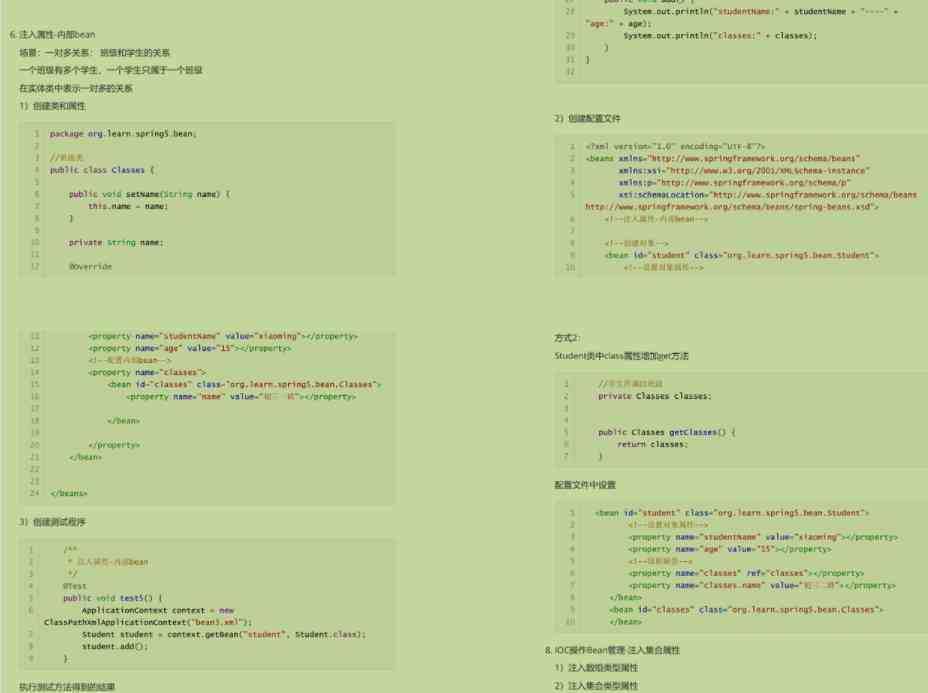 6. 注入属性-内部bean
场景：一对多关系： 班级和学生的关系
一个班级有多个学生，一个学生只属于一个班级
在实体类中表示一对多的关系
1）创建类和属性
1 package org.learn.spring5.bean;
2
3 //班级类
4 public class Classes {
5
6 public void setName(String name) {
7 this.name = name;
8 }
9
10 private String name;
11
12 @Override
11 <property name="studentName" value="xiaoming"></property>
12 <property name="age" value="15"></property>
13 <!--配置内部bean-->
14 <property name="classes">
15 <bean id="classes" class="org.learn.spring5.bean.Classes">
16 <property name="name" value="初三一班"></property>
17
18 </bean>
19
20 </property>
21 </bean>
22
23
24 </beans>
3）创建测试程序
1 /**
2 * 注入属性-内部bean
3 */
4 @Test
5 public void test5() {
6 ApplicationContext context = new
ClassPathXmlApplicationContext("bean3.xml");
7 Student student = context.getBean("student", Student.class);
8 student.add();
9 }
执行测试方法得到的结果
public void add() {
28 System.out.println("studentName:" + studentName + "----" +
"age:" + age);
29 System.out.println("classes:" + classes);
30 }
31 }
32
2）创建配置文件
1 <?xml version="1.0" encoding="UTF-8"?>
2 <beans xmlns="http://www.springframework.org/schema/beans"
3 xmlns:xsi="http://www.w3.org/2001/XMLSchema-instance"
4 xmlns:p="http://www.springframework.org/schema/p"
5 xsi:schemaLocation="http://www.springframework.org/schema/beans
http://www.springframework.org/schema/beans/spring-beans.xsd">
6 <!--注入属性-内部bean-->
7
8 <!--创建对象-->
9 <bean id="student" class="org.learn.spring5.bean.Student">
10 <!--设置对象属性-->
方式2：
Student类中class属性增加get方法
1 //学生所属的班级
2 private Classes classes;
3
4
5 public Classes getClasses() {
6 return classes;
7 }
配置文件中设置
1 <bean id="student" class="org.learn.spring5.bean.Student">
2 <!--设置对象属性-->
3 <property name="studentName" value="xiaoming"></property>
4 <property name="age" value="15"></property>
5 <!--级联赋值-->
6 <property name="classes" ref="classes"></property>
7 <property name="classes.name" value="初三二班"></property>
8 </bean>
9 <bean id="classes" class="org.learn.spring5.bean.Classes">
10 </bean>
8. IOC操作Bean管理-注入集合属性
1）注入数组类型属性
2）注入集合类型属性